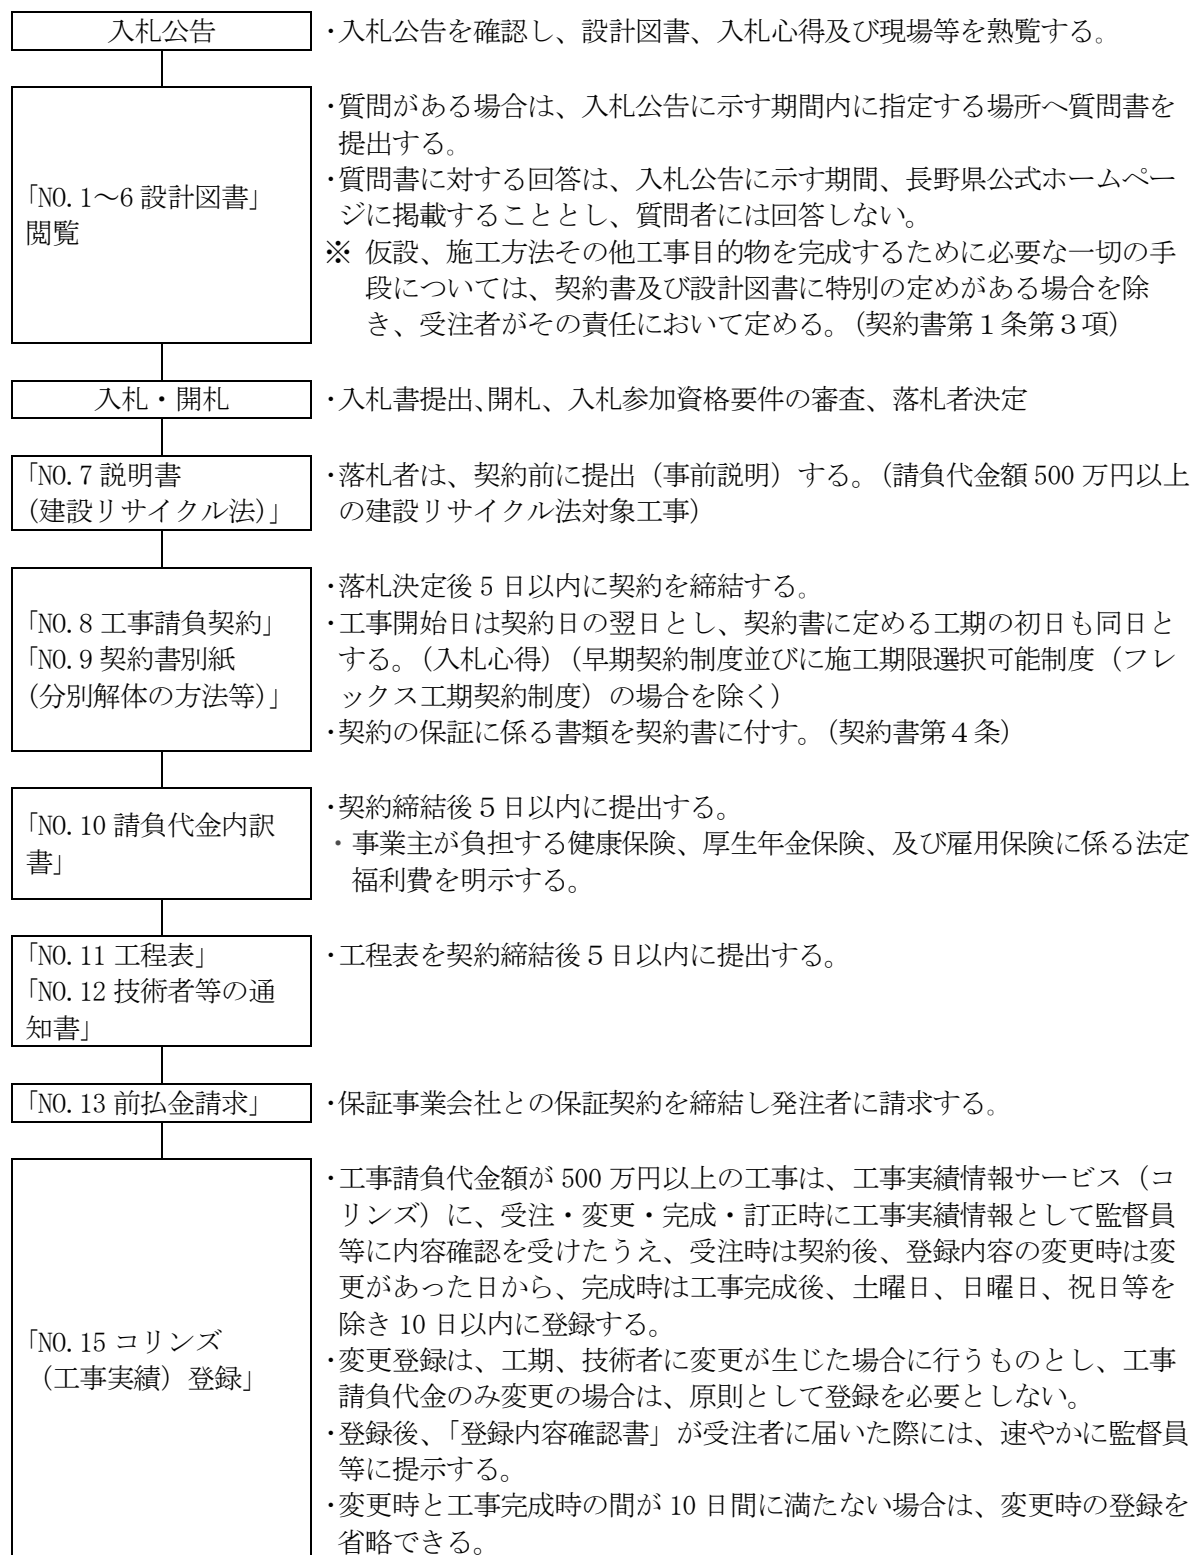 入札公告
・入札公告を確認し、設計図書、入札心得及び現場等を熟覧する。
「NO.1～6 設計図書」
閲覧
・質問がある場合は、入札公告に示す期間内に指定する場所へ質問書を
提出する。
・質問書に対する回答は、入札公告に示す期間、長野県公式ホームペー
ジに掲載することとし、質問者には回答しない。
※ 仮設、施工方法その他工事目的物を完成するために必要な一切の手
段については、契約書及び設計図書に特別の定めがある場合を除
き、受注者がその責任において定める。（契約書第１条第３項）
入札・開札
・入札書提出､開札、入札参加資格要件の審査、落札者決定
「NO.7 説明書
(建設リサイクル法)」
・落札者は、契約前に提出（事前説明）する。（請負代金額 500 万円以上
の建設リサイクル法対象工事）
「NO.8 工事請負契約」
「NO.9 契約書別紙
(分別解体の方法等)」
・落札決定後 5 日以内に契約を締結する。
・工事開始日は契約日の翌日とし、契約書に定める工期の初日も同日と
する。（入札心得）（早期契約制度並びに施工期限選択可能制度（フレ
ックス工期契約制度）の場合を除く）
・契約の保証に係る書類を契約書に付す。（契約書第４条）
「NO.10 請負代金内訳
書」
・契約締結後５日以内に提出する。
・事業主が負担する健康保険、厚生年金保険、及び雇用保険に係る法定
福利費を明示する。
「NO.11 工程表」
「NO.12 技術者等の通
知書」
・工程表を契約締結後５日以内に提出する。
「NO.13 前払金請求」
・保証事業会社との保証契約を締結し発注者に請求する。
「NO.15 コリンズ
（工事実績）登録」
・工事請負代金額が 500 万円以上の工事は、工事実績情報サービス（コ
リンズ）に、受注・変更・完成・訂正時に工事実績情報として監督員
等に内容確認を受けたうえ、受注時は契約後、登録内容の変更時は変
更があった日から、完成時は工事完成後、土曜日、日曜日、祝日等を
除き 10 日以内に登録する。
・変更登録は、工期、技術者に変更が生じた場合に行うものとし、工事
請負代金のみ変更の場合は、原則として登録を必要としない。
・登録後、「登録内容確認書」が受注者に届いた際には、速やかに監督員
等に提示する。
・変更時と工事完成時の間が 10 日間に満たない場合は、変更時の登録を
省略できる。